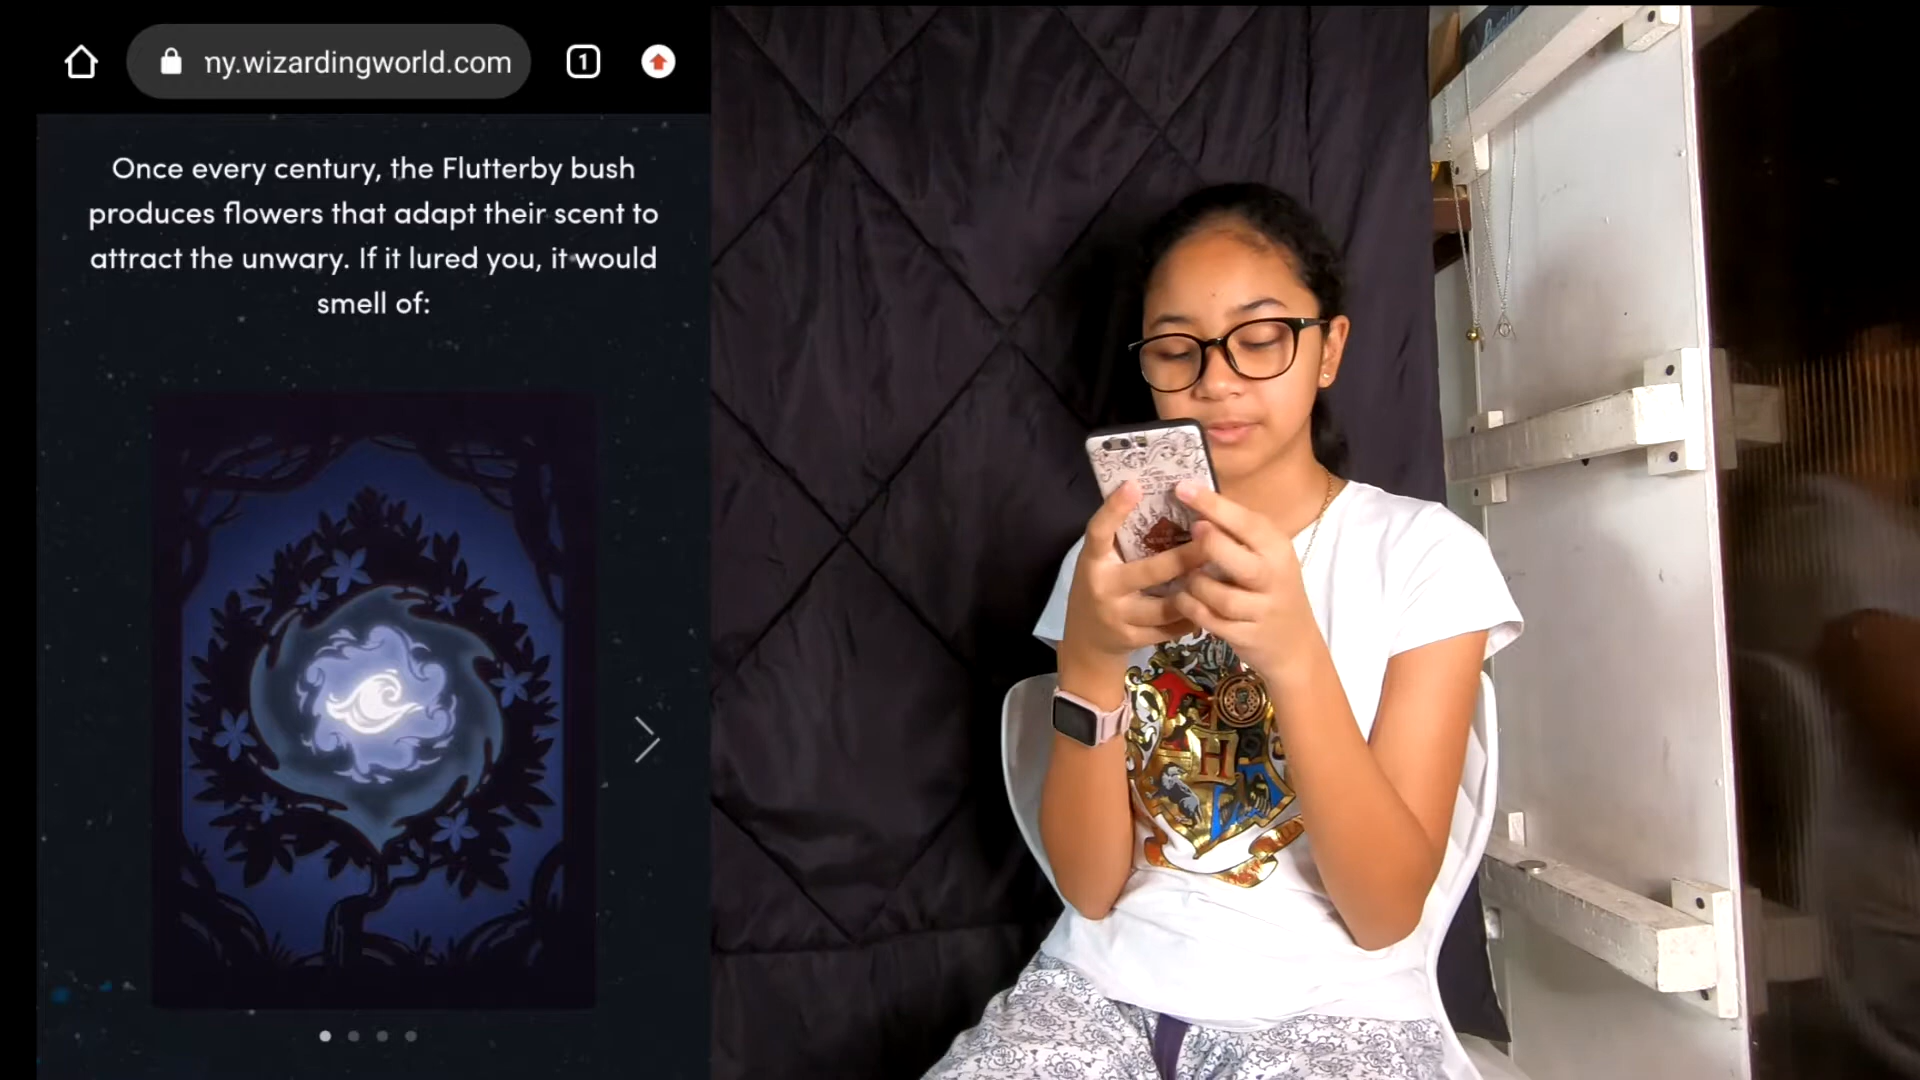 my.wizardingworld.com
1
Once every century, the Flutterby bush
produces flowers that adapt their scent to
attract the unwary. If it lured you, it would
smell of:
H